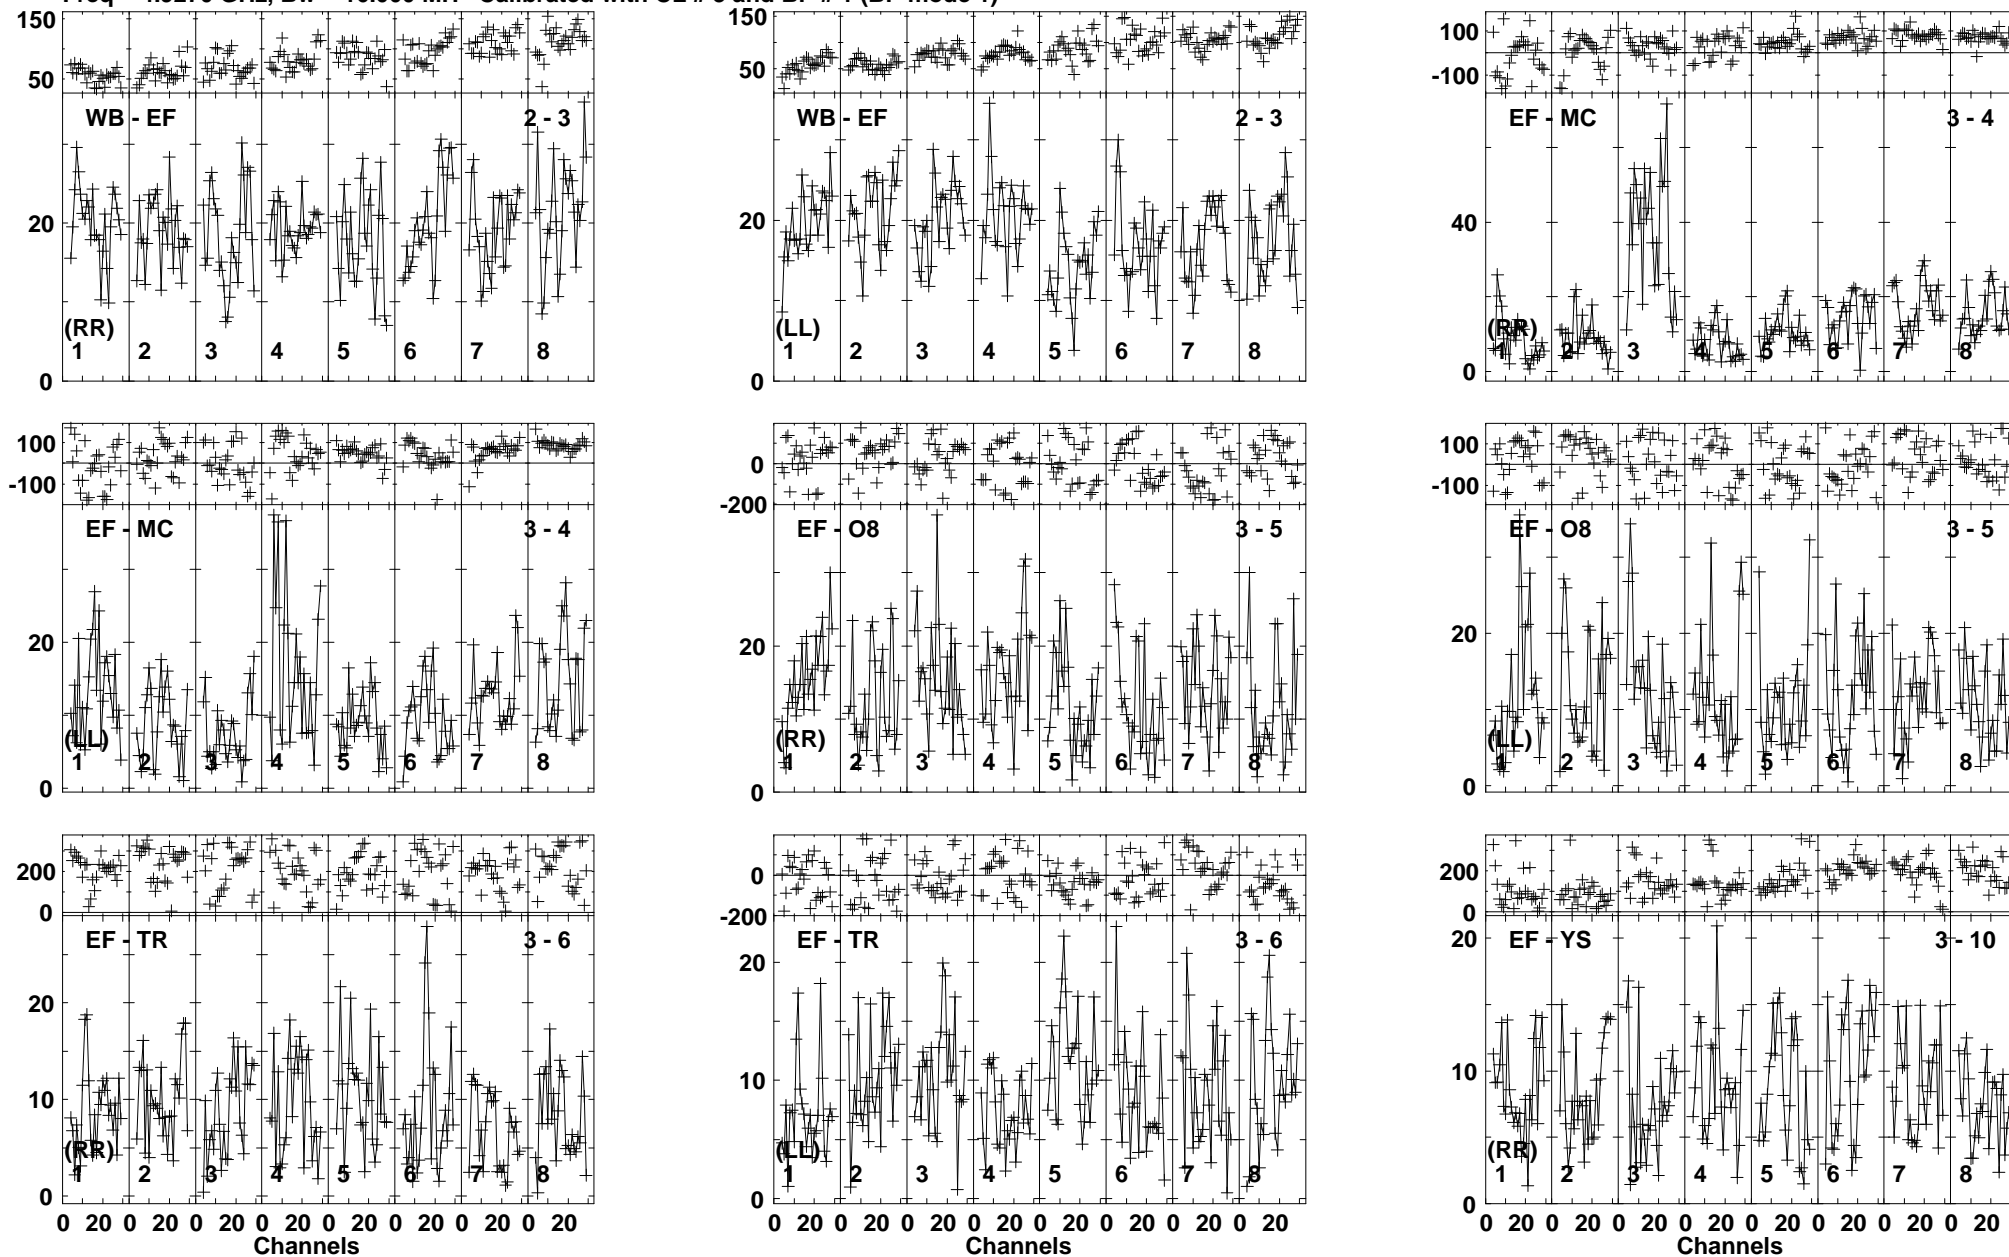 150 50 150 50 100 -100
WB - EF 2 - 3 WB - EF 2 - 3 EF - MC 3 - 4
20 20 40
(RR) (LL) (RR)
1 2 3 4 5 6 7 8 1 2 3 4 5 6 7 8 1 2 3 4 5 6 7 8
0 0 0
100 -100 0 -200 100 -100
EF - MC 3 - 4 EF - O8 3 - 5 EF - O8 3 - 5
20 20 20
(LL) (RR) (LL)
1 2 3 4 5 6 7 8 1 2 3 4 5 6 7 8 1 2 3 4 5 6 7 8
0 0 0
200 0 0 -200 200 0
EF - TR 3 - 6 EF - TR 3 - 6 EF - YS 3 - 10
20 20 20
10 10 10
(RR) (LL) (RR)
1 2 3 4 5 6 7 8 1 2 3 4 5 6 7 8 1 2 3 4 5 6 7 8
0 0 0
0 20 0 20 0 20 0 20 0 20 0 20 0 20 0 20 0 20 0 20 0 20 0 20 0 20 0 20 0 20 0 20 0 20 0 20 0 20 0 20 0 20 0 20 0 20 0 20
Channels Channels Channels